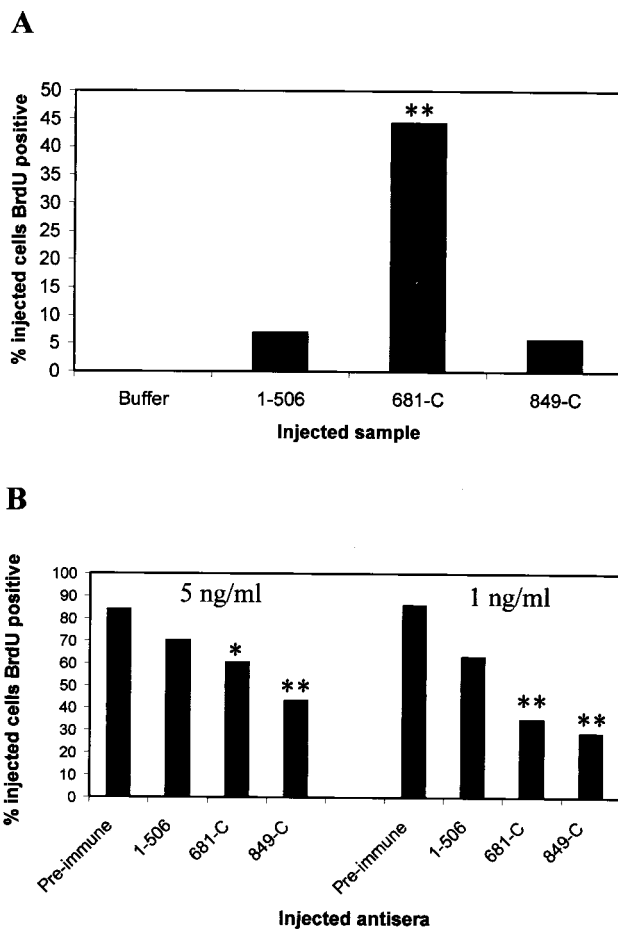 A
% injected cells BrdU positive
50
45
40
35
30
25
20
15
10
5
0
**
Buffer 1-506 681-C 849-C
Injected sample
B
% injected cells BrdU positive
100
90
80
70
60
50
40
30
20
10
0
5 ng/ml 1 ng/ml
* ** ** **
Pre-immune 1-506 681-C 849-C Pre-immune 1-506 681-C 849-C
Injected antisera